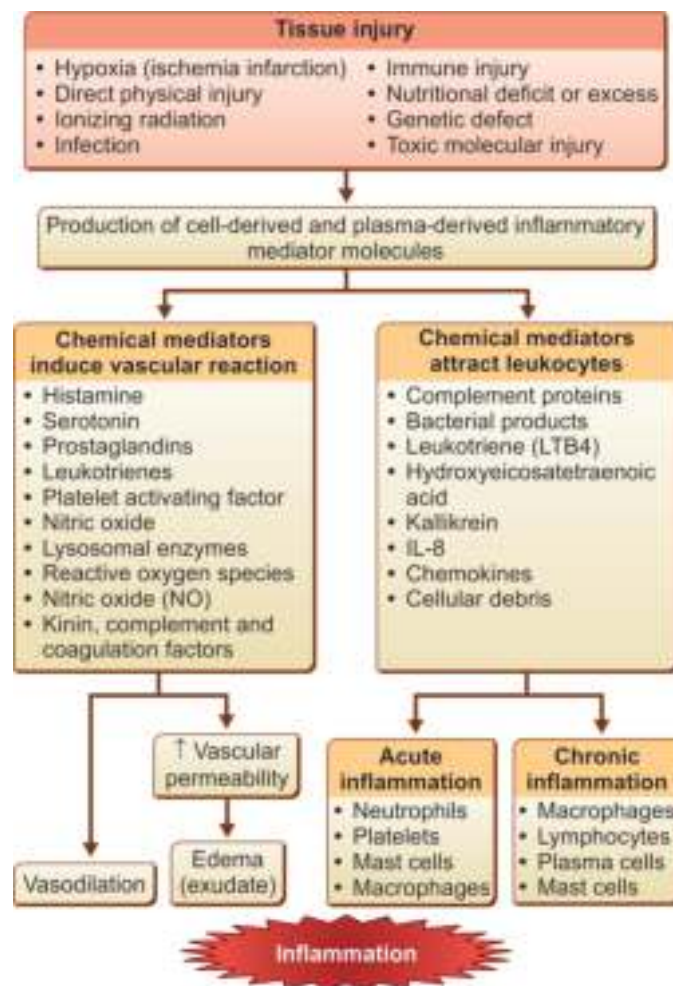 Tissue injury
• Hypoxia (ischemia infarction)
• Direct physical injury
• Ionizing radiation
• Infection
• Immune injury
• Nutritional deficit or excess
• Genetic defect
• Toxic molecular injury
Production of cell-derived and plasma-derived inflammatory
mediator molecules
Chemical mediators
induce vascular reaction
• Histamine
• Serotonin
• Prostaglandins
• Leukotrienes
• Platelet activating factor
• Nitric oxide
• Lysosomal enzymes
• Reactive oxygen species
• Nitric oxide (NO)
• Kinin, complement and
coagulation factors
Chemical mediators
attract leukocytes
• Complement proteins
• Bacterial products
• Leukotriene (LTB4)
• Hydroxyeicosatetraenoic
acid
• Kallikrein
• IL-8
• Chemokines
• Cellular debris
Vasodilation
↑ Vascular
permeability
Edema
(exudate)
Acute
inflammation
• Neutrophils
• Platelets
• Mast cells
• Macrophages
Chronic
inflammation
• Macrophages
• Lymphocytes
• Plasma cells
• Mast cells
Inflammation